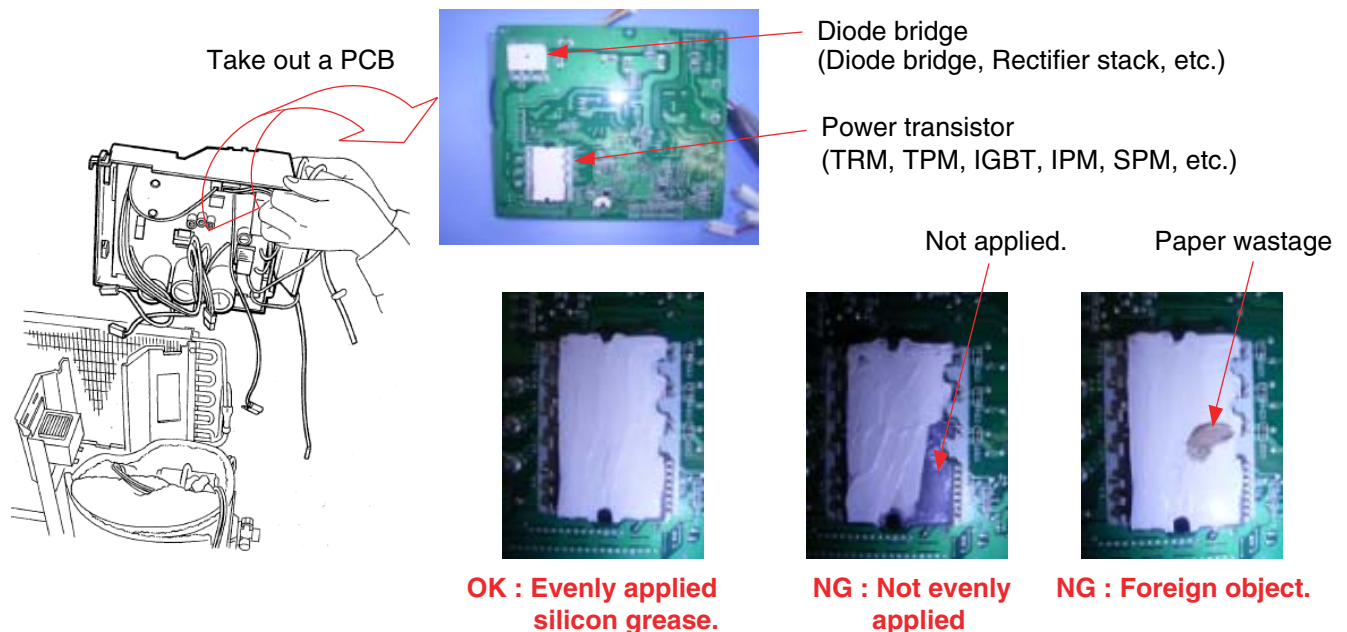 Take out a PCB
Diode bridge
(Diode bridge, Rectifier stack, etc.)
Power transistor
(TRM, TPM, IGBT, IPM, SPM, etc.)
Not applied.
Paper wastage
OK : Evenly applied
silicon grease.
NG : Not evenly
applied
NG : Foreign object.